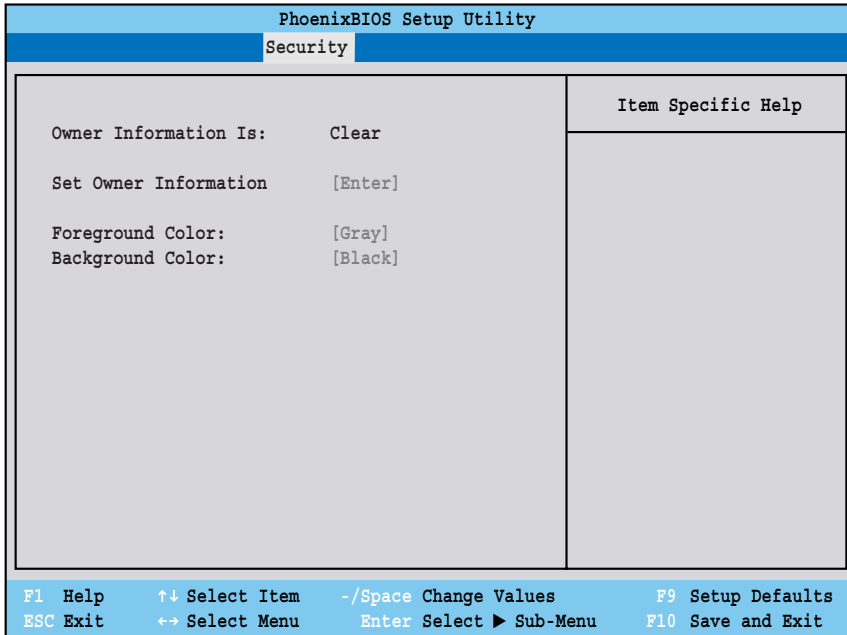 PhoenixBIOS Setup Utility
Security
Item Specific Help
Owner Information Is: Clear
Set Owner Information [Enter]
Foreground Color: [Gray]
Background Color: [Black]
F1 Help ↑↓ Select Item -/Space Change Values F9 Setup Defaults
ESC Exit ←→ Select Menu Enter Select ▶ Sub-Menu F10 Save and Exit